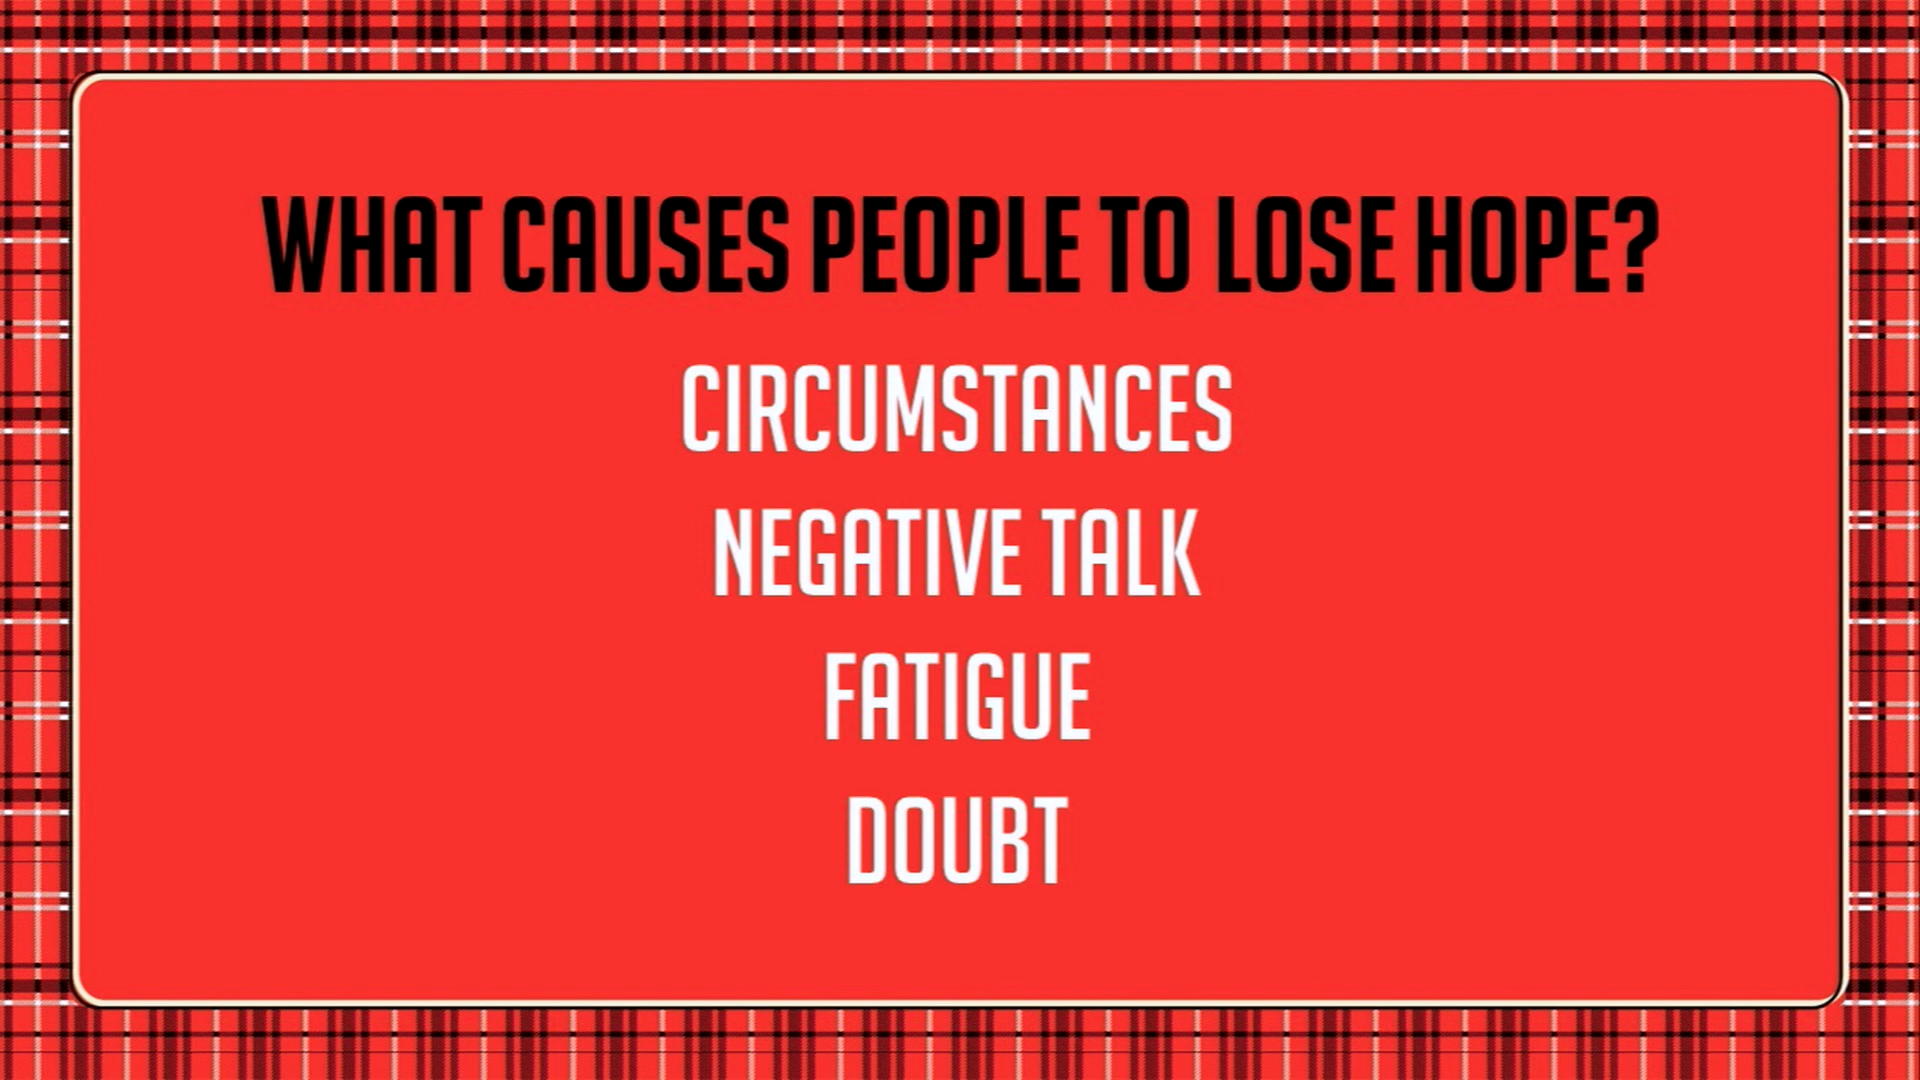 WHAT CAUSES PEOPLE TO LOSE HOPE?
CIRCUMSTANCES
NEGATIVE TALK
FATIGUE
DOUBT